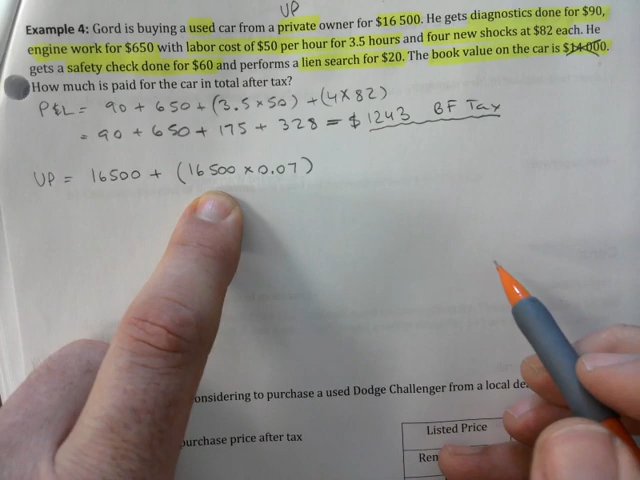 UP
Example 4: Gord is buying a used car from a private owner for $16 500. He gets diagnostics done for $90,
engine work for $650 with labor cost of $50 per hour for 3.5 hours and four new shocks at $82 each. He
gets a safety check done for $60 and performs a lien search for $20. The book value on the car is $14 000.
How much is paid for the car in total after tax?
P&L = 90 + 650 + (3.5 × 50) + (4 × 82)
= 90 + 650 + 175 + 328 = $ 1243 BF Tax
UP = 16500 + (16500 × 0.07)
onsidering to purchase a used Dodge Challenger from a local de
urchase price after tax
Listed Price
Ren